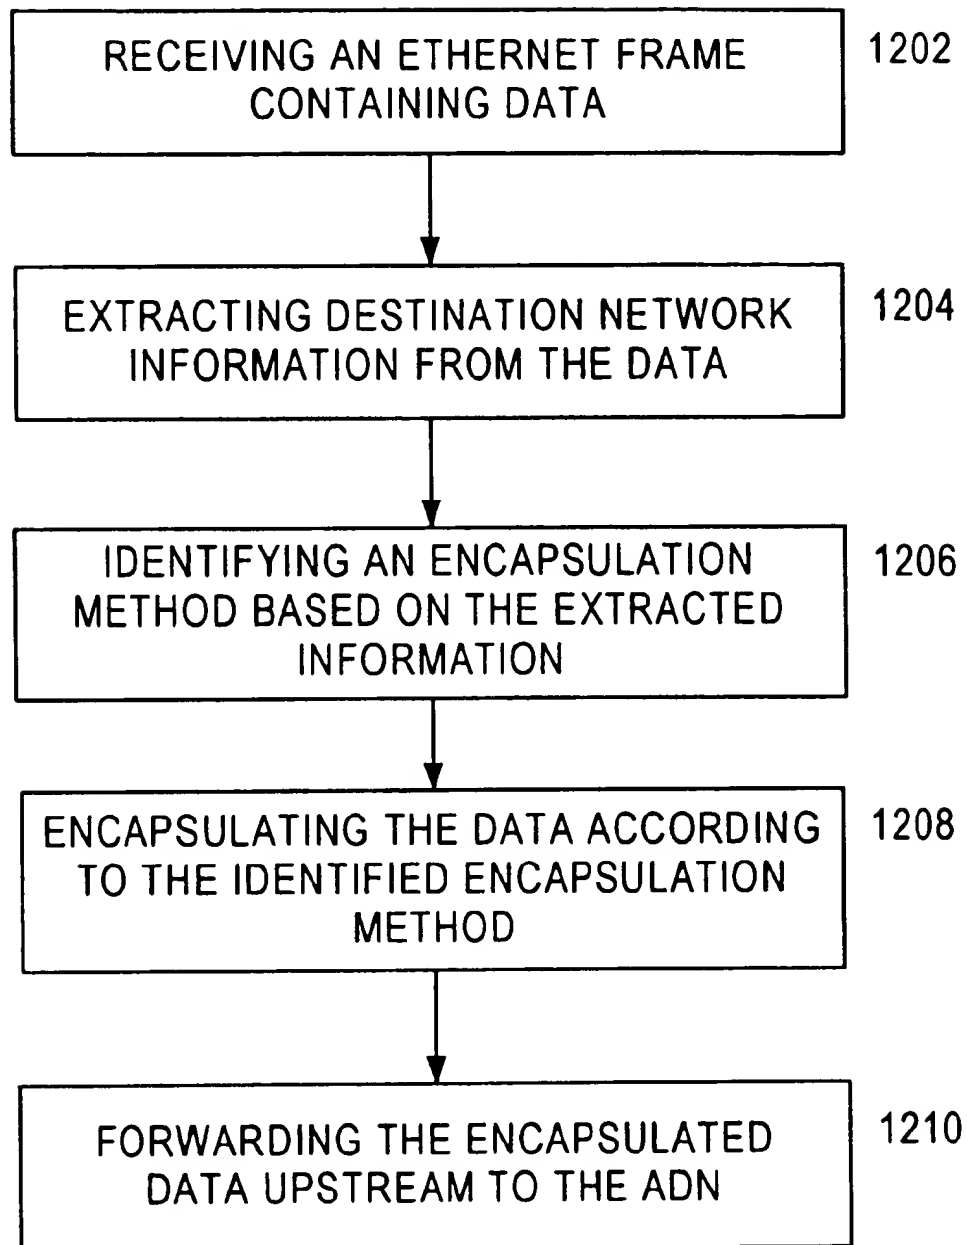 RECEIVING AN ETHERNET FRAME
CONTAINING DATA
1202
EXTRACTING DESTINATION NETWORK
INFORMATION FROM THE DATA
1204
IDENTIFYING AN ENCAPSULATION
METHOD BASED ON THE EXTRACTED
INFORMATION
1206
ENCAPSULATING THE DATA ACCORDING
TO THE IDENTIFIED ENCAPSULATION
METHOD
1208
FORWARDING THE ENCAPSULATED
DATA UPSTREAM TO THE ADN
1210